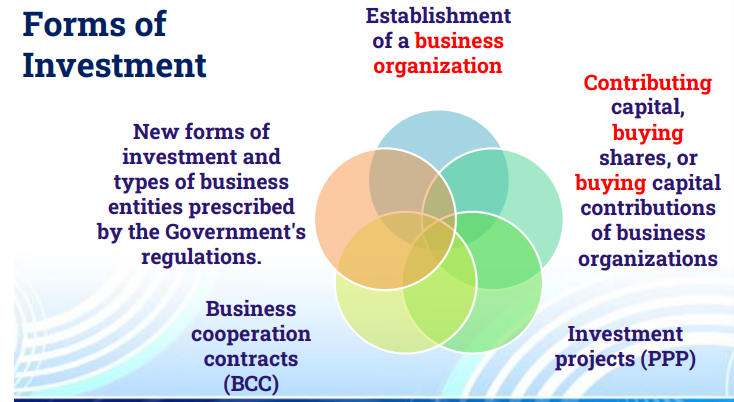 Forms of
Investment
Establishment
of a business
organization
Contributing
capital,
buying
shares, or
buying capital
contributions
of business
organizations
Investment
projects (PPP)
Business
cooperation
contracts
(BCC)
New forms of
investment and
types of business
entities prescribed
by the Government's
regulations.